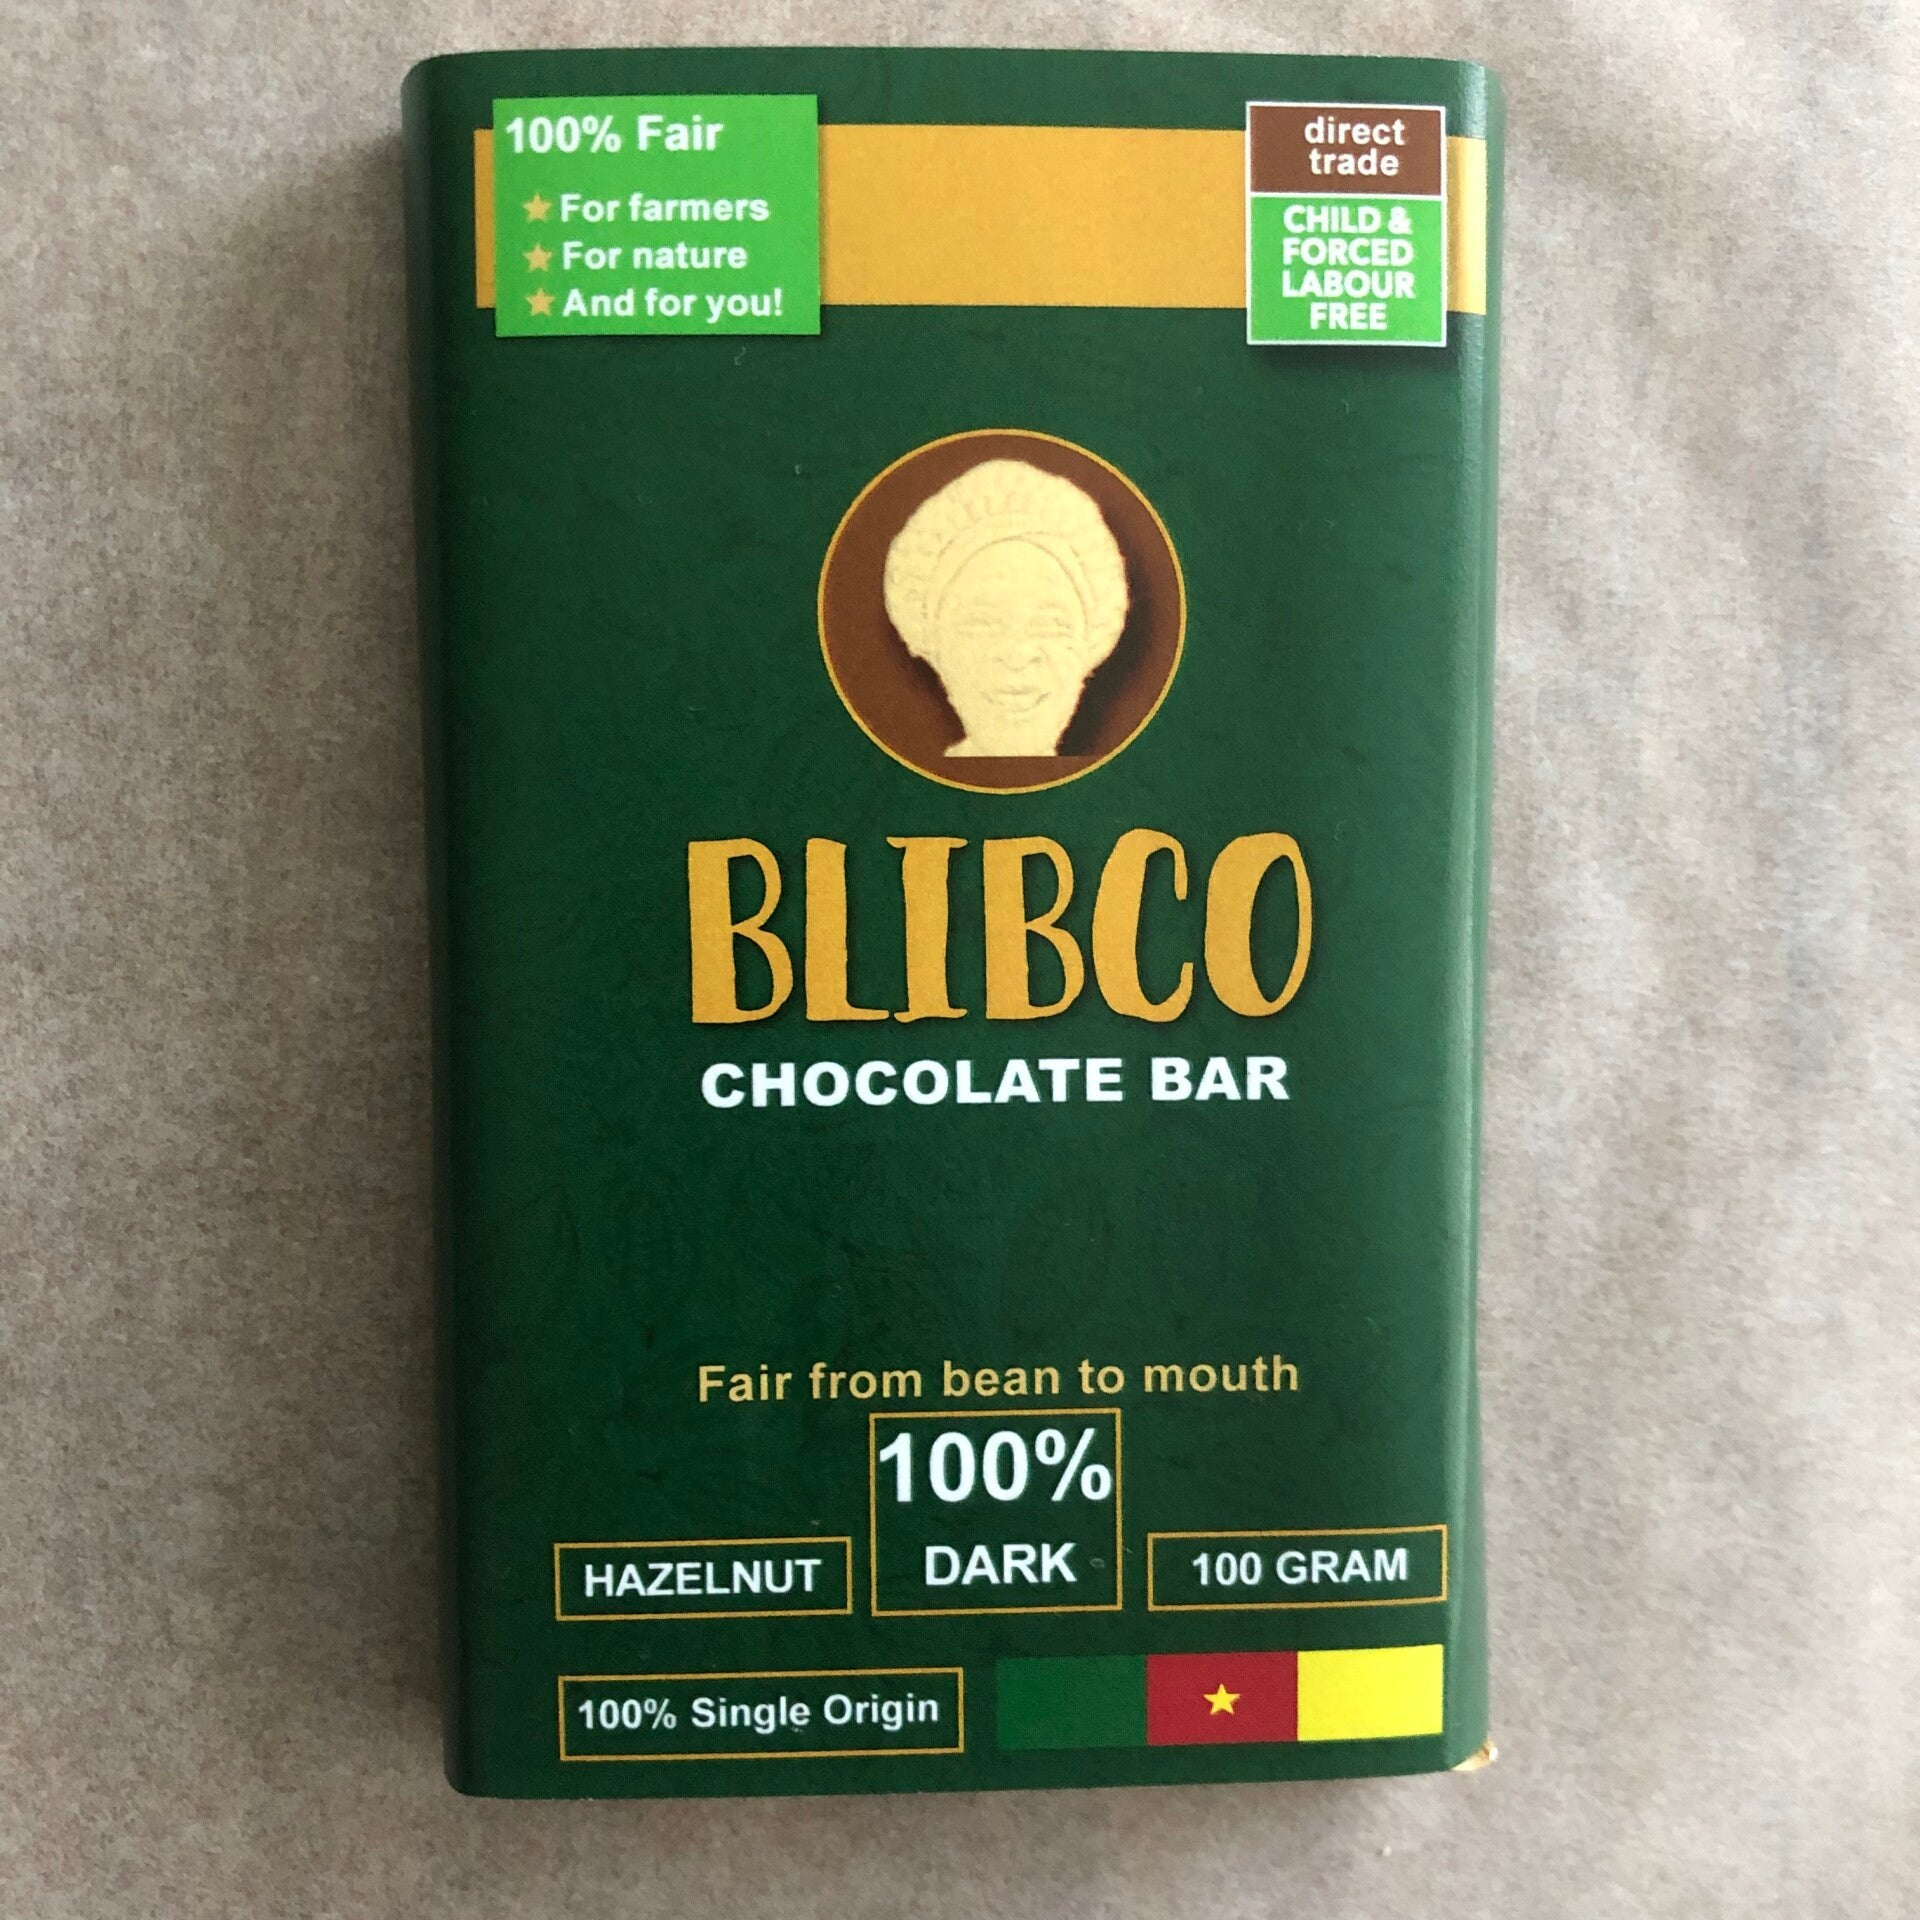 100% Fair
For farmers
For nature
And for you!
direct
trade
CHILD &
FORCED
LABOUR
FREE
BLIBCO
CHOCOLATE BAR
Fair from bean to mouth
100%
DARK
HAZELNUT
100 GRAM
100% Single Origin